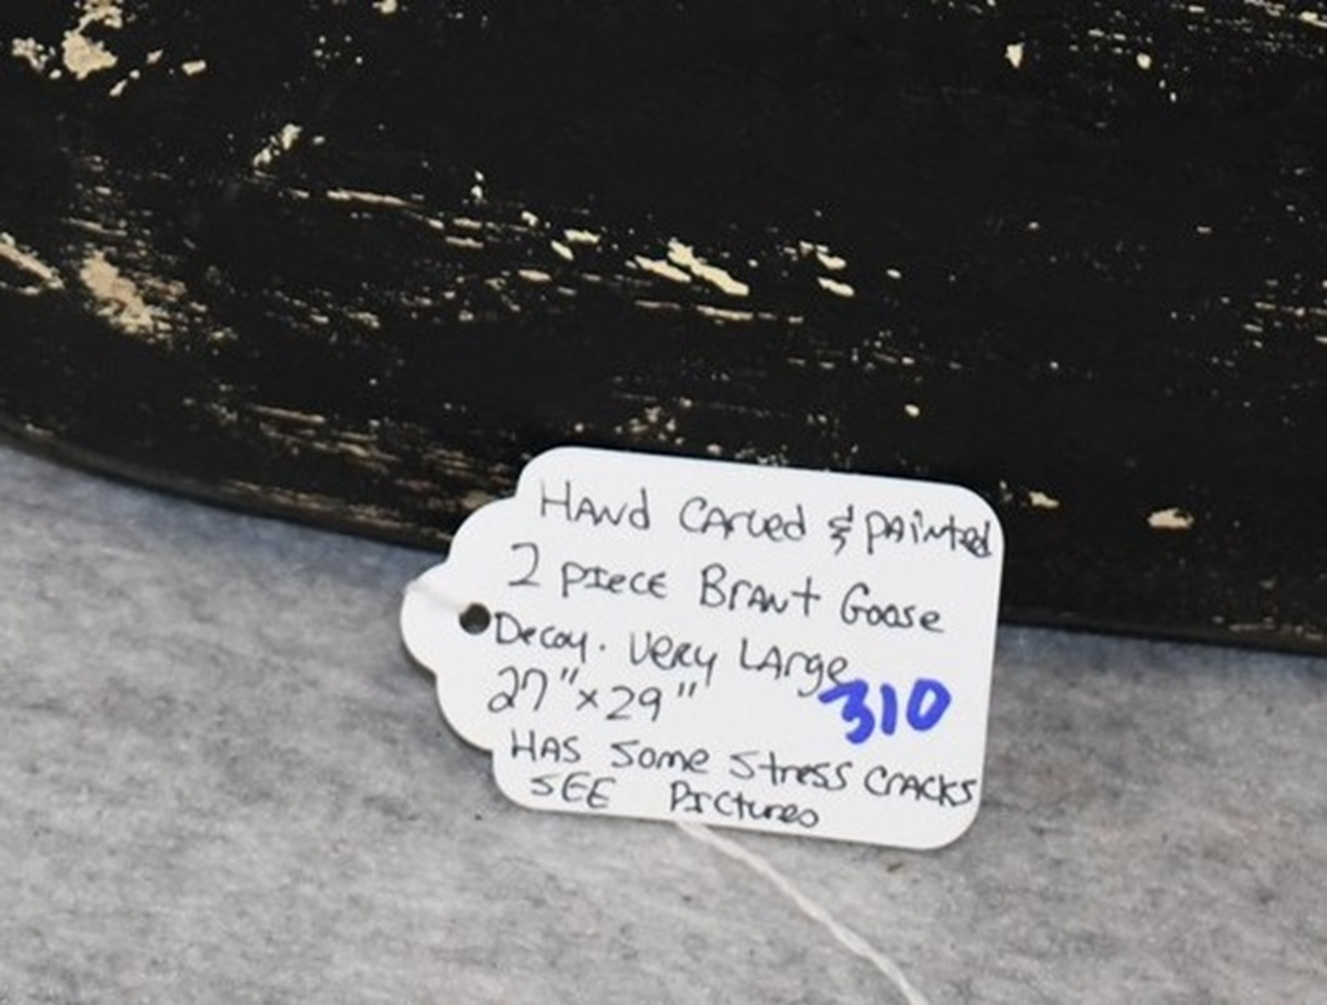 HANd CArved & PAiNted
2 PIECE BrANt Goose
Decoy. Very LArge
27"x29" 310
HAS Some Stress CrACKS
SEE PICtures